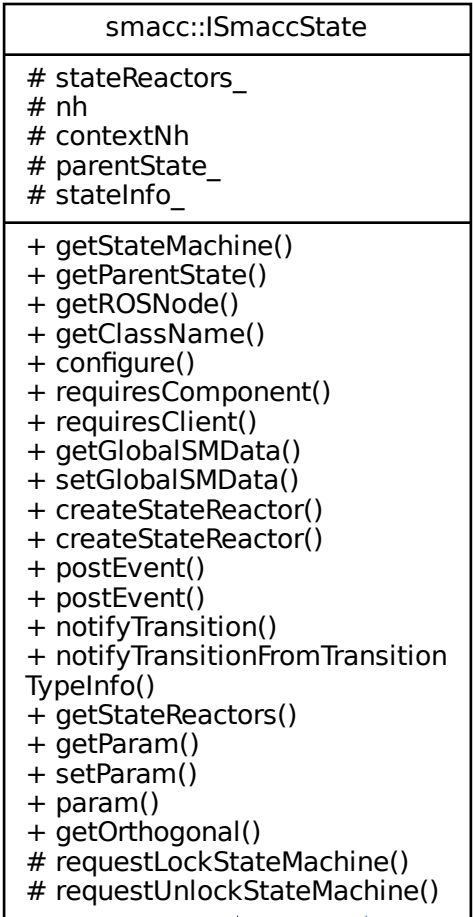 smacc::ISmaccState
# stateReactors_
# nh
# contextNh
# parentState_
# stateInfo_
+ getStateMachine()
+ getParentState()
+ getROSNode()
+ getClassName()
+ configure()
+ requiresComponent()
+ requiresClient()
+ getGlobalSMData()
+ setGlobalSMData()
+ createStateReactor()
+ createStateReactor()
+ postEvent()
+ postEvent()
+ notifyTransition()
+ notifyTransitionFromTransition
TypeInfo()
+ getStateReactors()
+ getParam()
+ setParam()
+ param()
+ getOrthogonal()
# requestLockStateMachine()
# requestUnlockStateMachine()